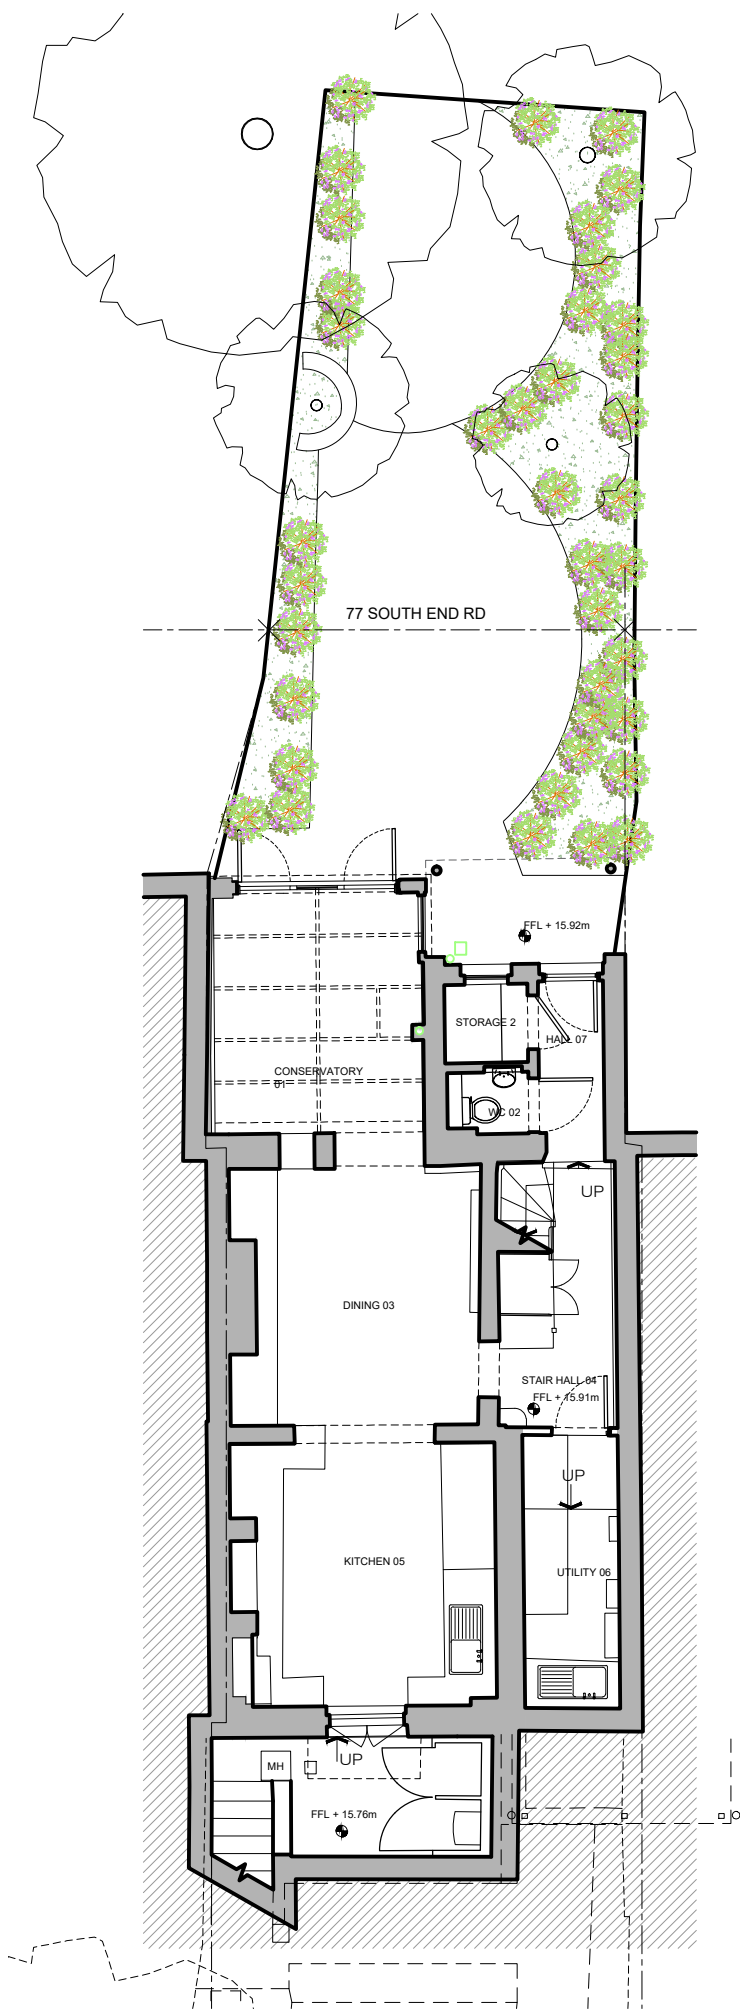 77 SOUTH END RD
FFL + 15.92m
STORAGE 2
HALL 07
CONSERVATORY
01
WC 02
UP
DINING 03
STAIR HALL 04
FFL + 15.91m
UP
KITCHEN 05
UTILITY 06
UP
MH
FFL + 15.76m